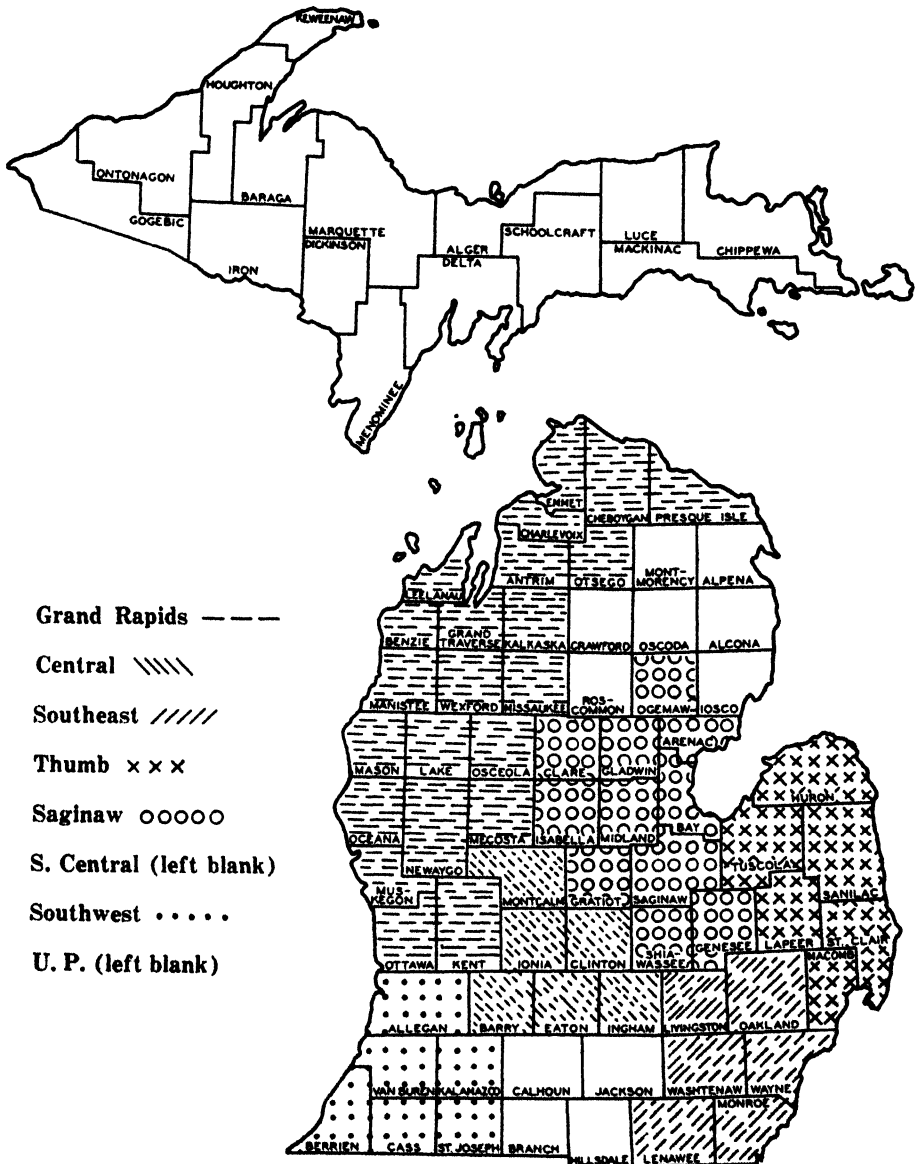 KEWEENAW
HOUGHTON
ONTONAGON
BARAGA
GOGEBIC
MARQUETTE
DICKINSON
IRON
ALGER
DELTA
SCHOOLCRAFT
LUCE
MACKINAC
CHIPPEWA
MENOMINEE
EMMET
CHEBOYGAN
PRESQUE ISLE
CHARLEVOIX
ANTRIM
OTSEGO
MONT-
MORENCY
ALPENA
LEELANAU
BENZIE
GRAND
TRAVERSE
KALKASKA
CRAWFORD
OSCODA
ALCONA
MANISTEE
WEXFORD
MISSAUKEE
ROS-
COMMON
OGEMAW
IOSCO
ARENAC
MASON
LAKE
OSCEOLA
CLARE
GLADWIN
HURON
OCEANA
NEWAYGO
MECOSTA
ISABELLA
MIDLAND
BAY
TUSCOLA
SANILAC
MUS-
KEGON
MONTCALM
GRATIOT
SAGINAW
OTTAWA
KENT
IONIA
CLINTON
SHIA-
WASSEE
GENESEE
LAPEER
ST. CLAIR
MACOMB
ALLEGAN
BARRY
EATON
INGHAM
LIVINGSTON
OAKLAND
VAN BUREN
KALAMAZOO
CALHOUN
JACKSON
WASHTENAW
WAYNE
BERRIEN
CASS
ST. JOSEPH
BRANCH
HILLSDALE
LENAWEE
MONROE
Grand Rapids
Central
Southeast
Thumb x x x
Saginaw
S. Central (left blank)
Southwest
U. P. (left blank)